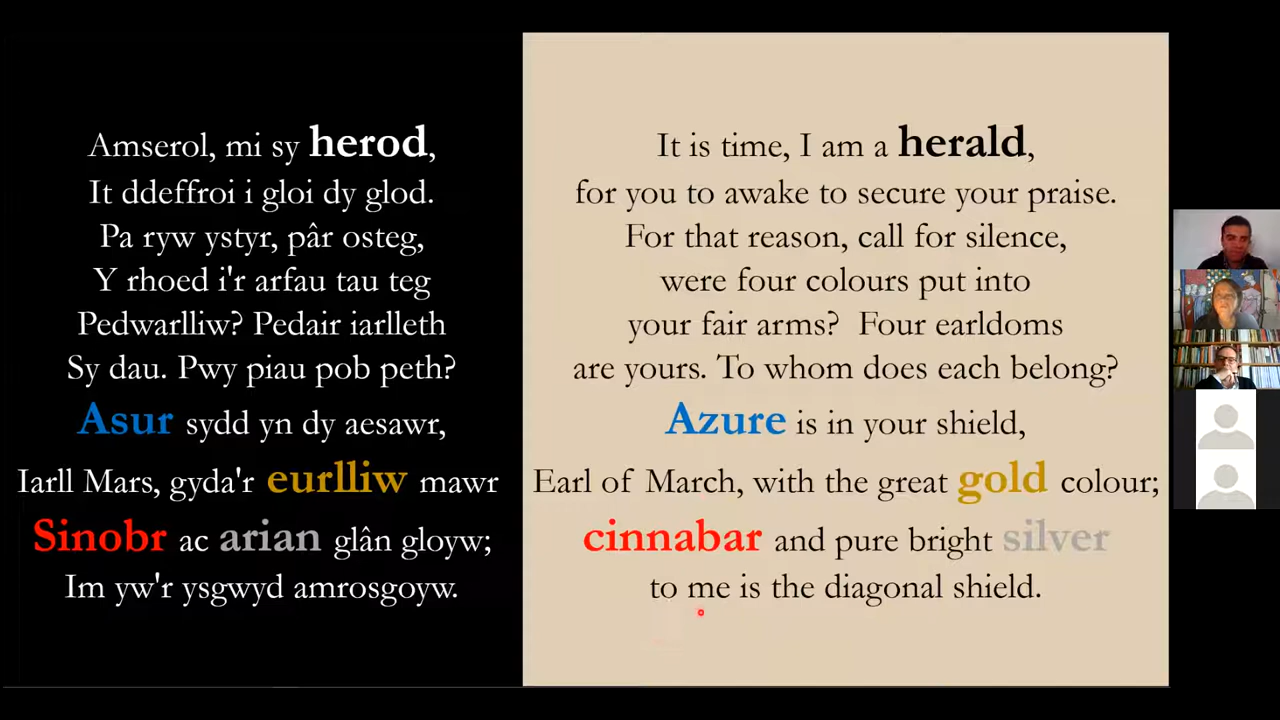 Amserol, mi sy herod,
It ddeffroi i gloi dy glod.
Pa ryw ystyr, pâr osteg,
Y rhoed i'r arfau tau teg
Pedwarlliw? Pedair iarlleth
Sy dau. Pwy piau pob peth?
Asur sydd yn dy aesawr,
Iarll Mars, gyda'r eurlliw mawr
Sinobr ac arian glân gloyw;
Im yw'r ysgwyd amrosgoyw.
It is time, I am a herald,
for you to awake to secure your praise.
For that reason, call for silence,
were four colours put into
your fair arms? Four earldoms
are yours. To whom does each belong?
Azure is in your shield,
Earl of March, with the great gold colour;
cinnabar and pure bright silver
to me is the diagonal shield.